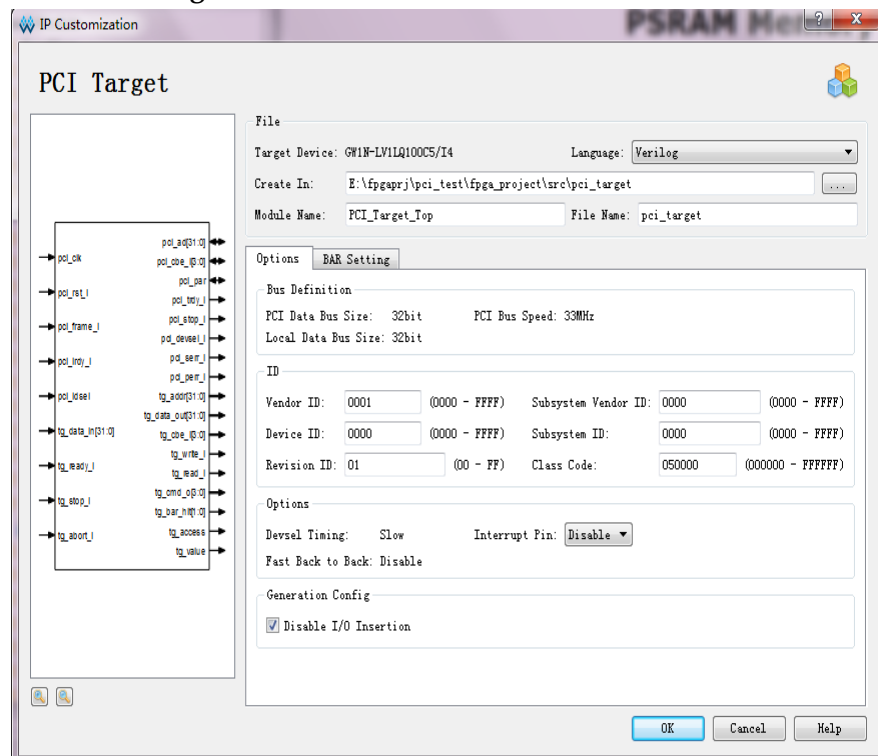 IP Customization
PSRAM Mem
PCI Target
File
Target Device: GW1N-LV1LQ100C5/I4 Language: Verilog
Create In: E:\fpgaprj\pci_test\fpga_project\src\pci_target ...
Module Name: PCI_Target_Top File Name: pci_target
pci_clk
pci_rst_l
pci_frame_l
pci_irdy_l
pci_idsel
tg_data_in[31:0]
tg_ready_l
tg_stop_l
tg_abort_l
pci_ad[31:0]
pci_cbe_l[3:0]
pci_par
pci_trdy_l
pci_stop_l
pci_devsel_l
pci_serr_l
pci_perr_l
tg_addr[31:0]
tg_data_out[31:0]
tg_cbe_l[3:0]
tg_write_l
tg_read_l
tg_cmd_o[3:0]
tg_bar_hit[1:0]
tg_access
tg_value
Options BAR Setting
Bus Definition
PCI Data Bus Size: 32bit PCI Bus Speed: 33MHz
Local Data Bus Size: 32bit
ID
Vendor ID: 0001 (0000 - FFFF) Subsystem Vendor ID: 0000 (0000 - FFFF)
Device ID: 0000 (0000 - FFFF) Subsystem ID: 0000 (0000 - FFFF)
Revision ID: 01 (00 - FF) Class Code: 050000 (000000 - FFFFFF)
Options
Devsel Timing: Slow Interrupt Pin: Disable
Fast Back to Back: Disable
Generation Config
Disable I/O Insertion
OK Cancel Help